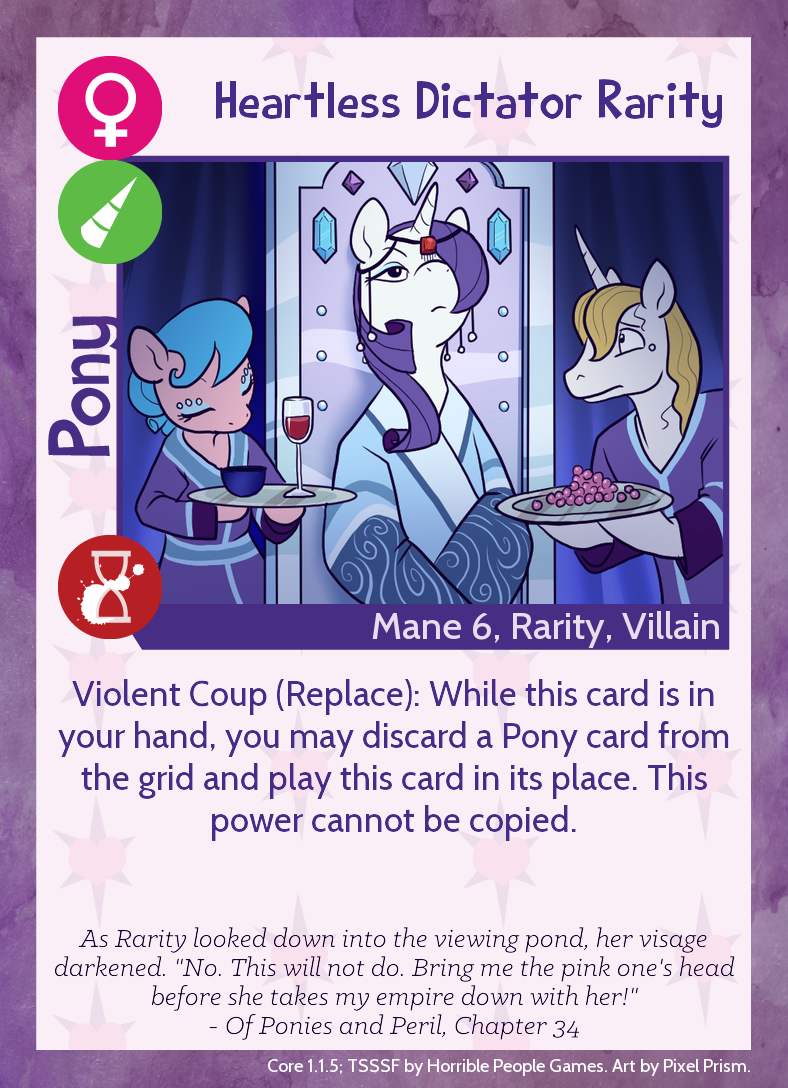 Heartless Dictator Rarity
Pony
Mane 6, Rarity, Villain
Violent Coup (Replace): While this card is in
your hand, you may discard a Pony card from
the grid and play this card in its place. This
power cannot be copied.
As Rarity looked down into the viewing pond, her visage
darkened. "No. This will not do. Bring me the pink one's head
before she takes my empire down with her!"
- Of Ponies and Peril, Chapter 34
Core 1.1.5; TSSSF by Horrible People Games. Art by Pixel Prism.